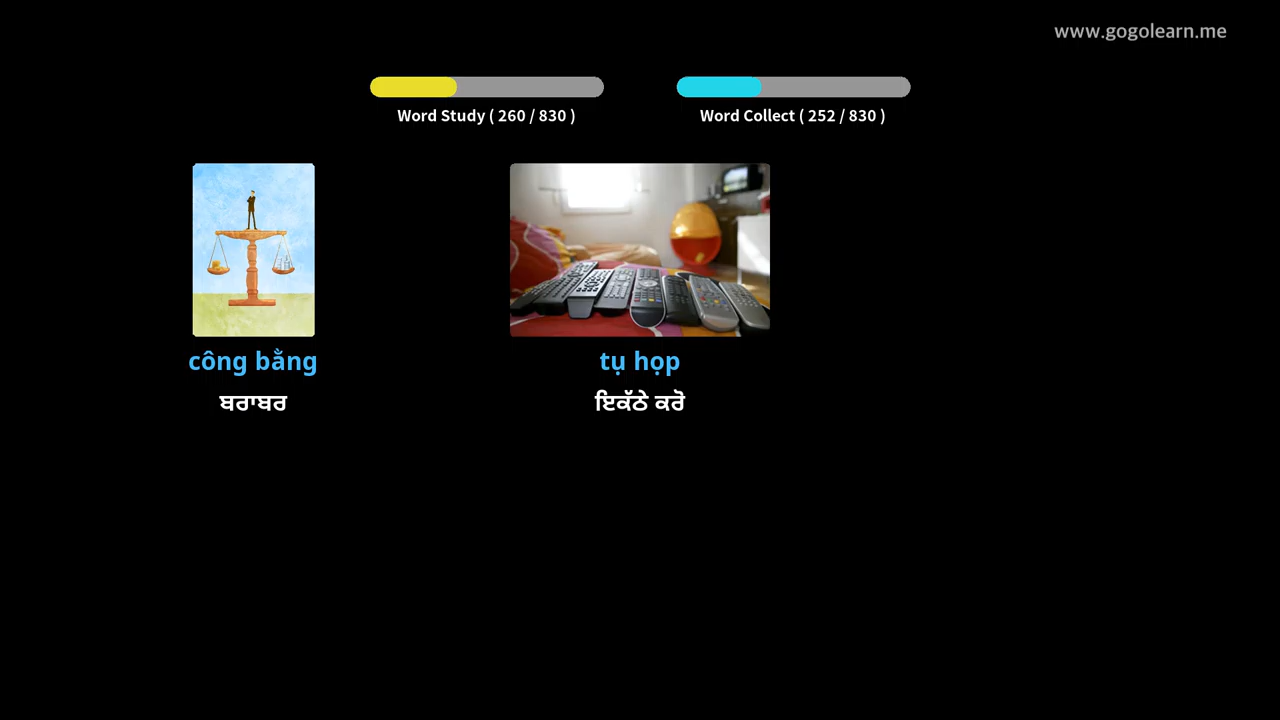 www.gogolearn.me
Word Study ( 260 / 830 )
Word Collect ( 252 / 830 )
công bằng
ਬਰਾਬਰ
tụ họp
ਇਕੱਠੇ ਕਰੋ